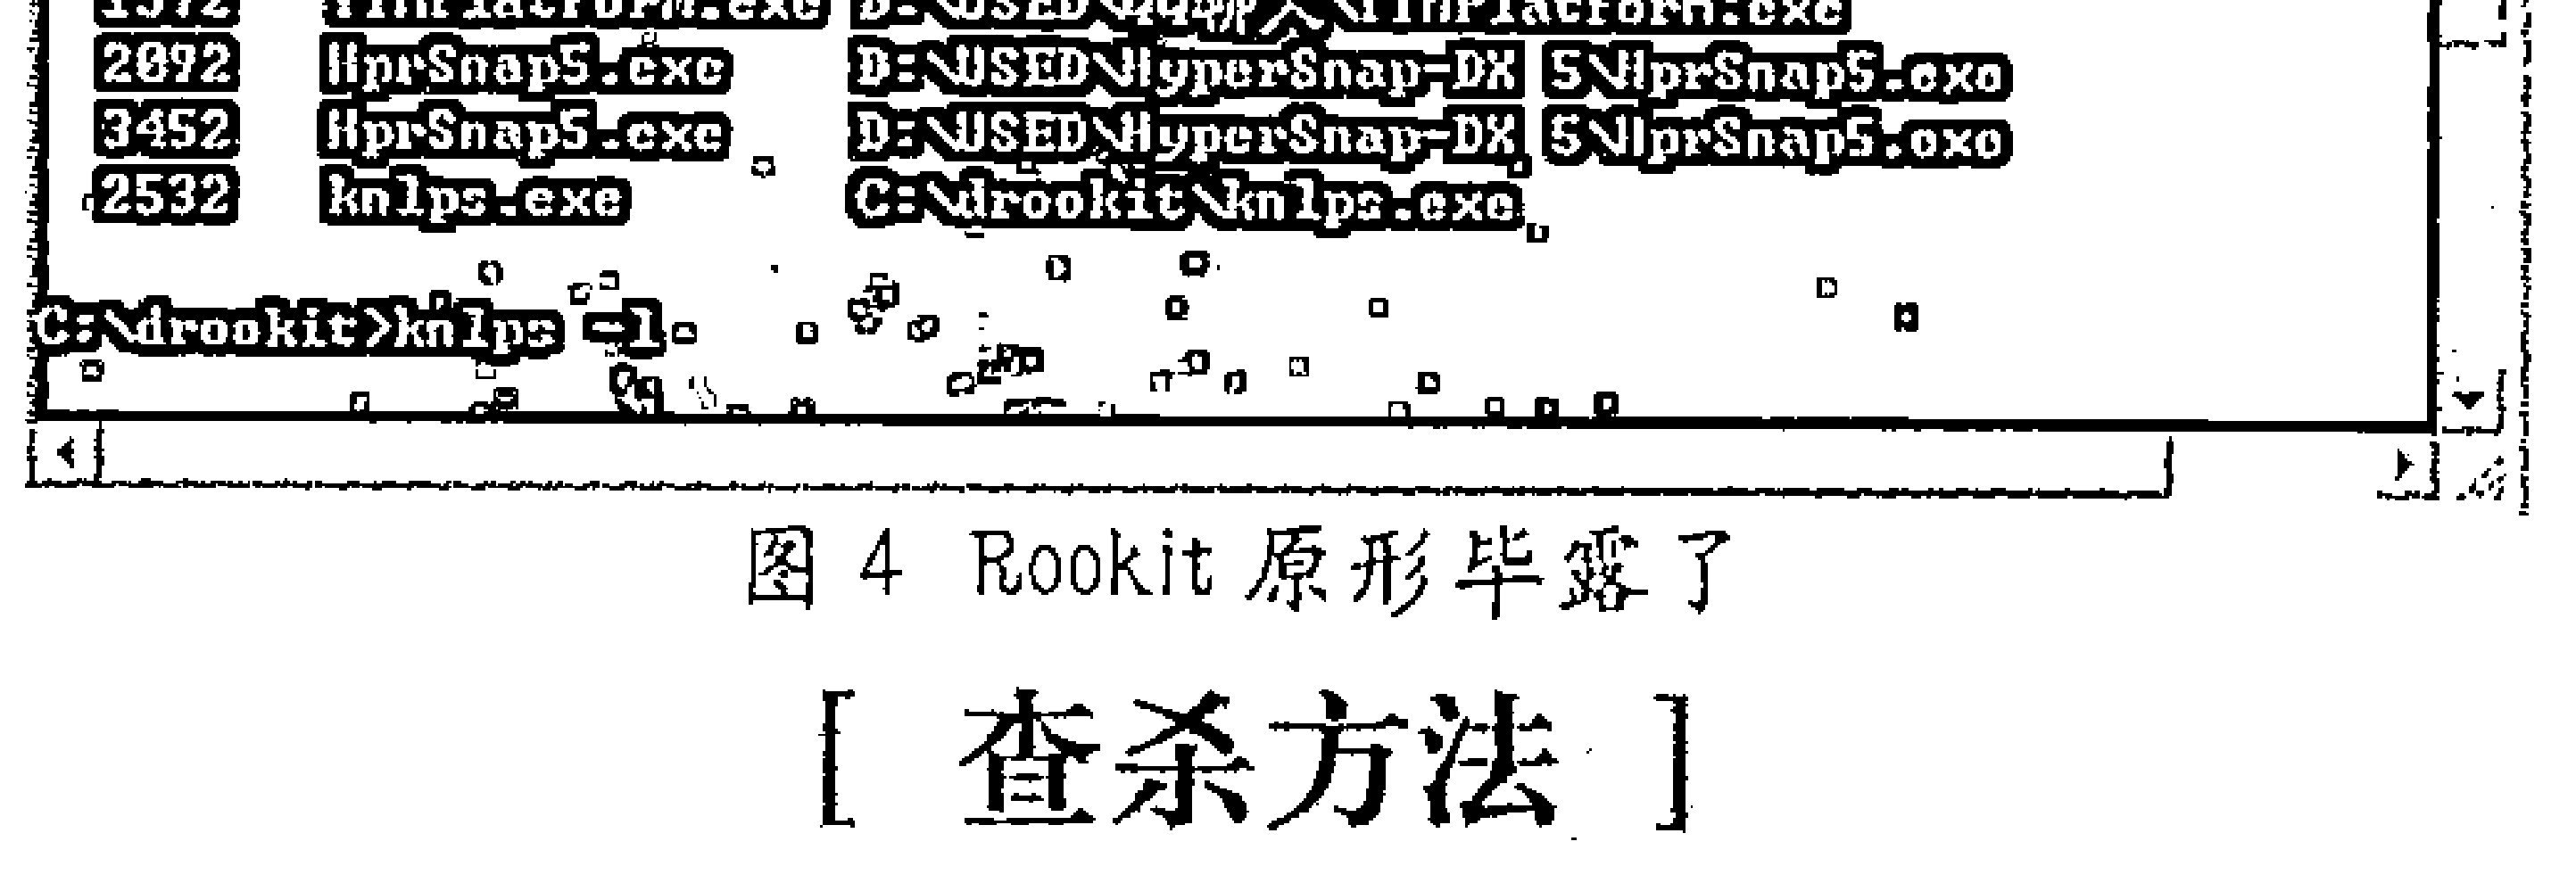 2092 HprSnap5.exe D:\USED\HyperSnap-DX 5\HprSnap5.exe
3452 HprSnap5.exe D:\USED\HyperSnap-DX 5\HprSnap5.exe
2532 knlps.exe C:\drookit\knlps.exe
C:\drookit>knlps -l
图 4 Rookit 原形毕露了
[ 查杀方法 ]